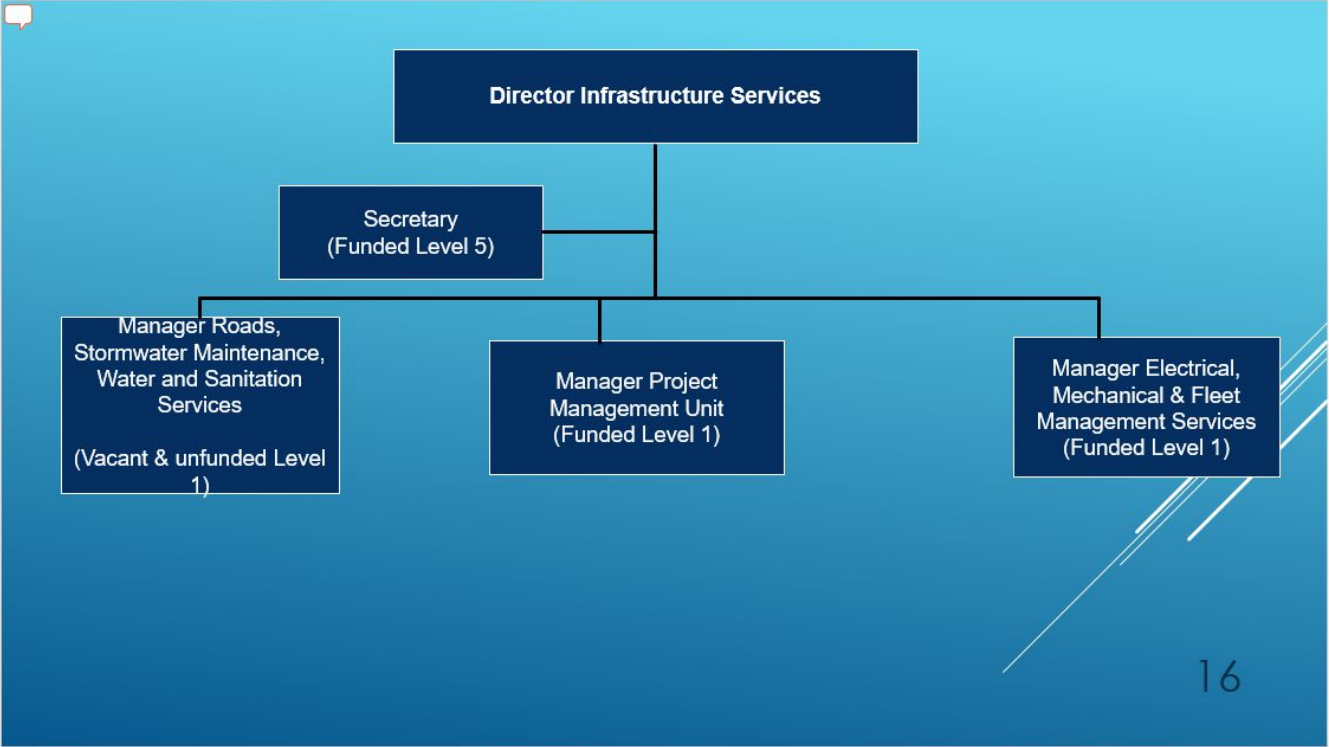 Director Infrastructure Services
Secretary
(Funded Level 5)
Manager Roads,
Stormwater Maintenance,
Water and Sanitation
Services
(Vacant & unfunded Level
1)
Manager Project
Management Unit
(Funded Level 1)
Manager Electrical,
Mechanical & Fleet
Management Services
(Funded Level 1)
16